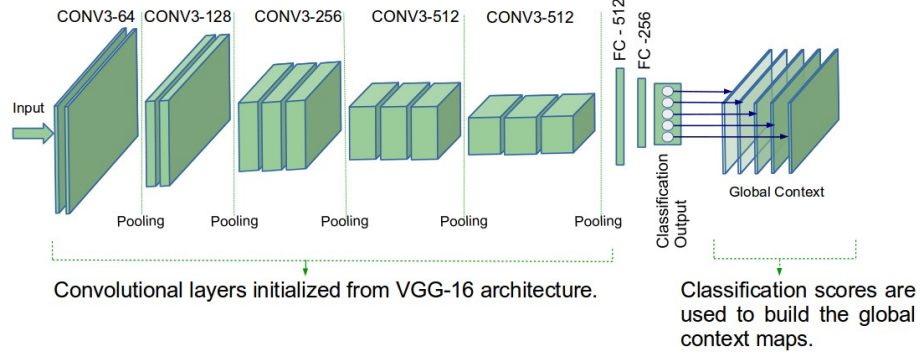 CONV3-64 CONV3-128 CONV3-256 CONV3-512 CONV3-512
FC - 512
FC -256
Input
Classification
Output
Global Context
Pooling Pooling Pooling Pooling Pooling
Convolutional layers initialized from VGG-16 architecture.
Classification scores are
used to build the global
context maps.